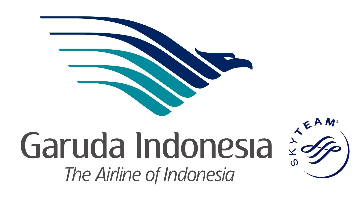 Garuda Indonesia
The Airline of Indonesia
SKYTEAM